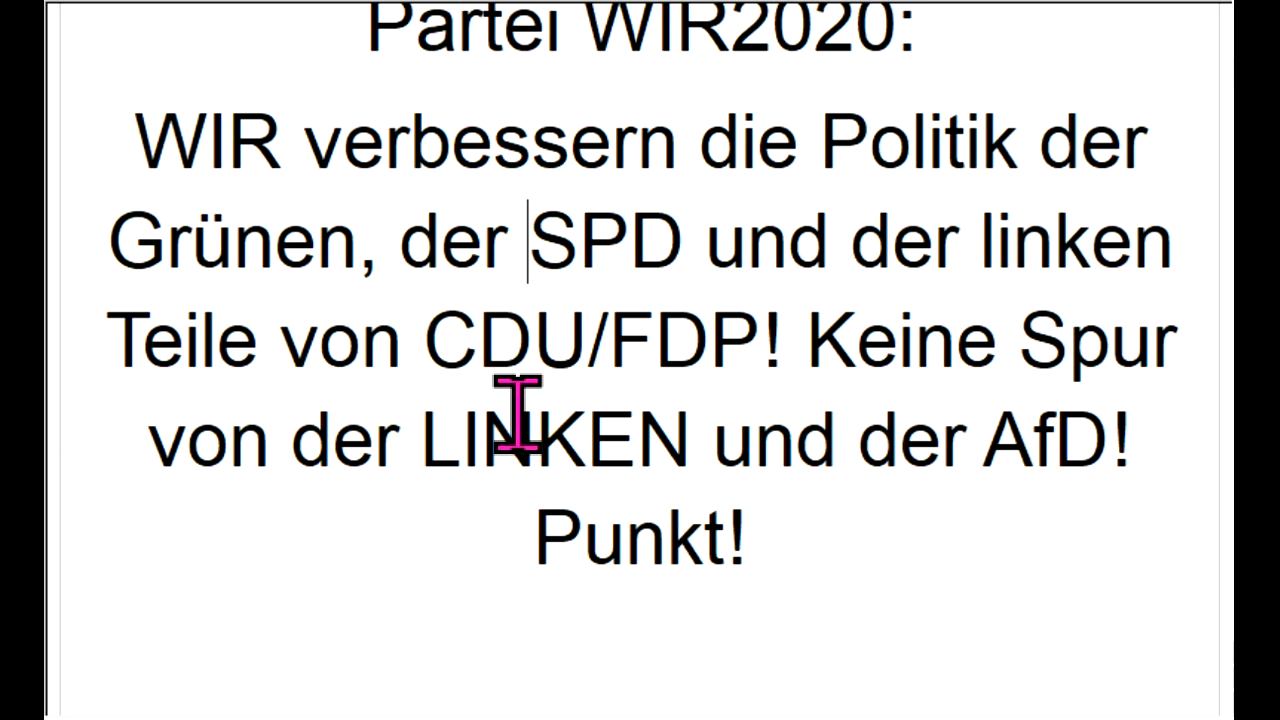 Partei WIR2020:
WIR verbessern die Politik der
Grünen, der SPD und der linken
Teile von CDU/FDP! Keine Spur
von der LINKEN und der AfD!
Punkt!